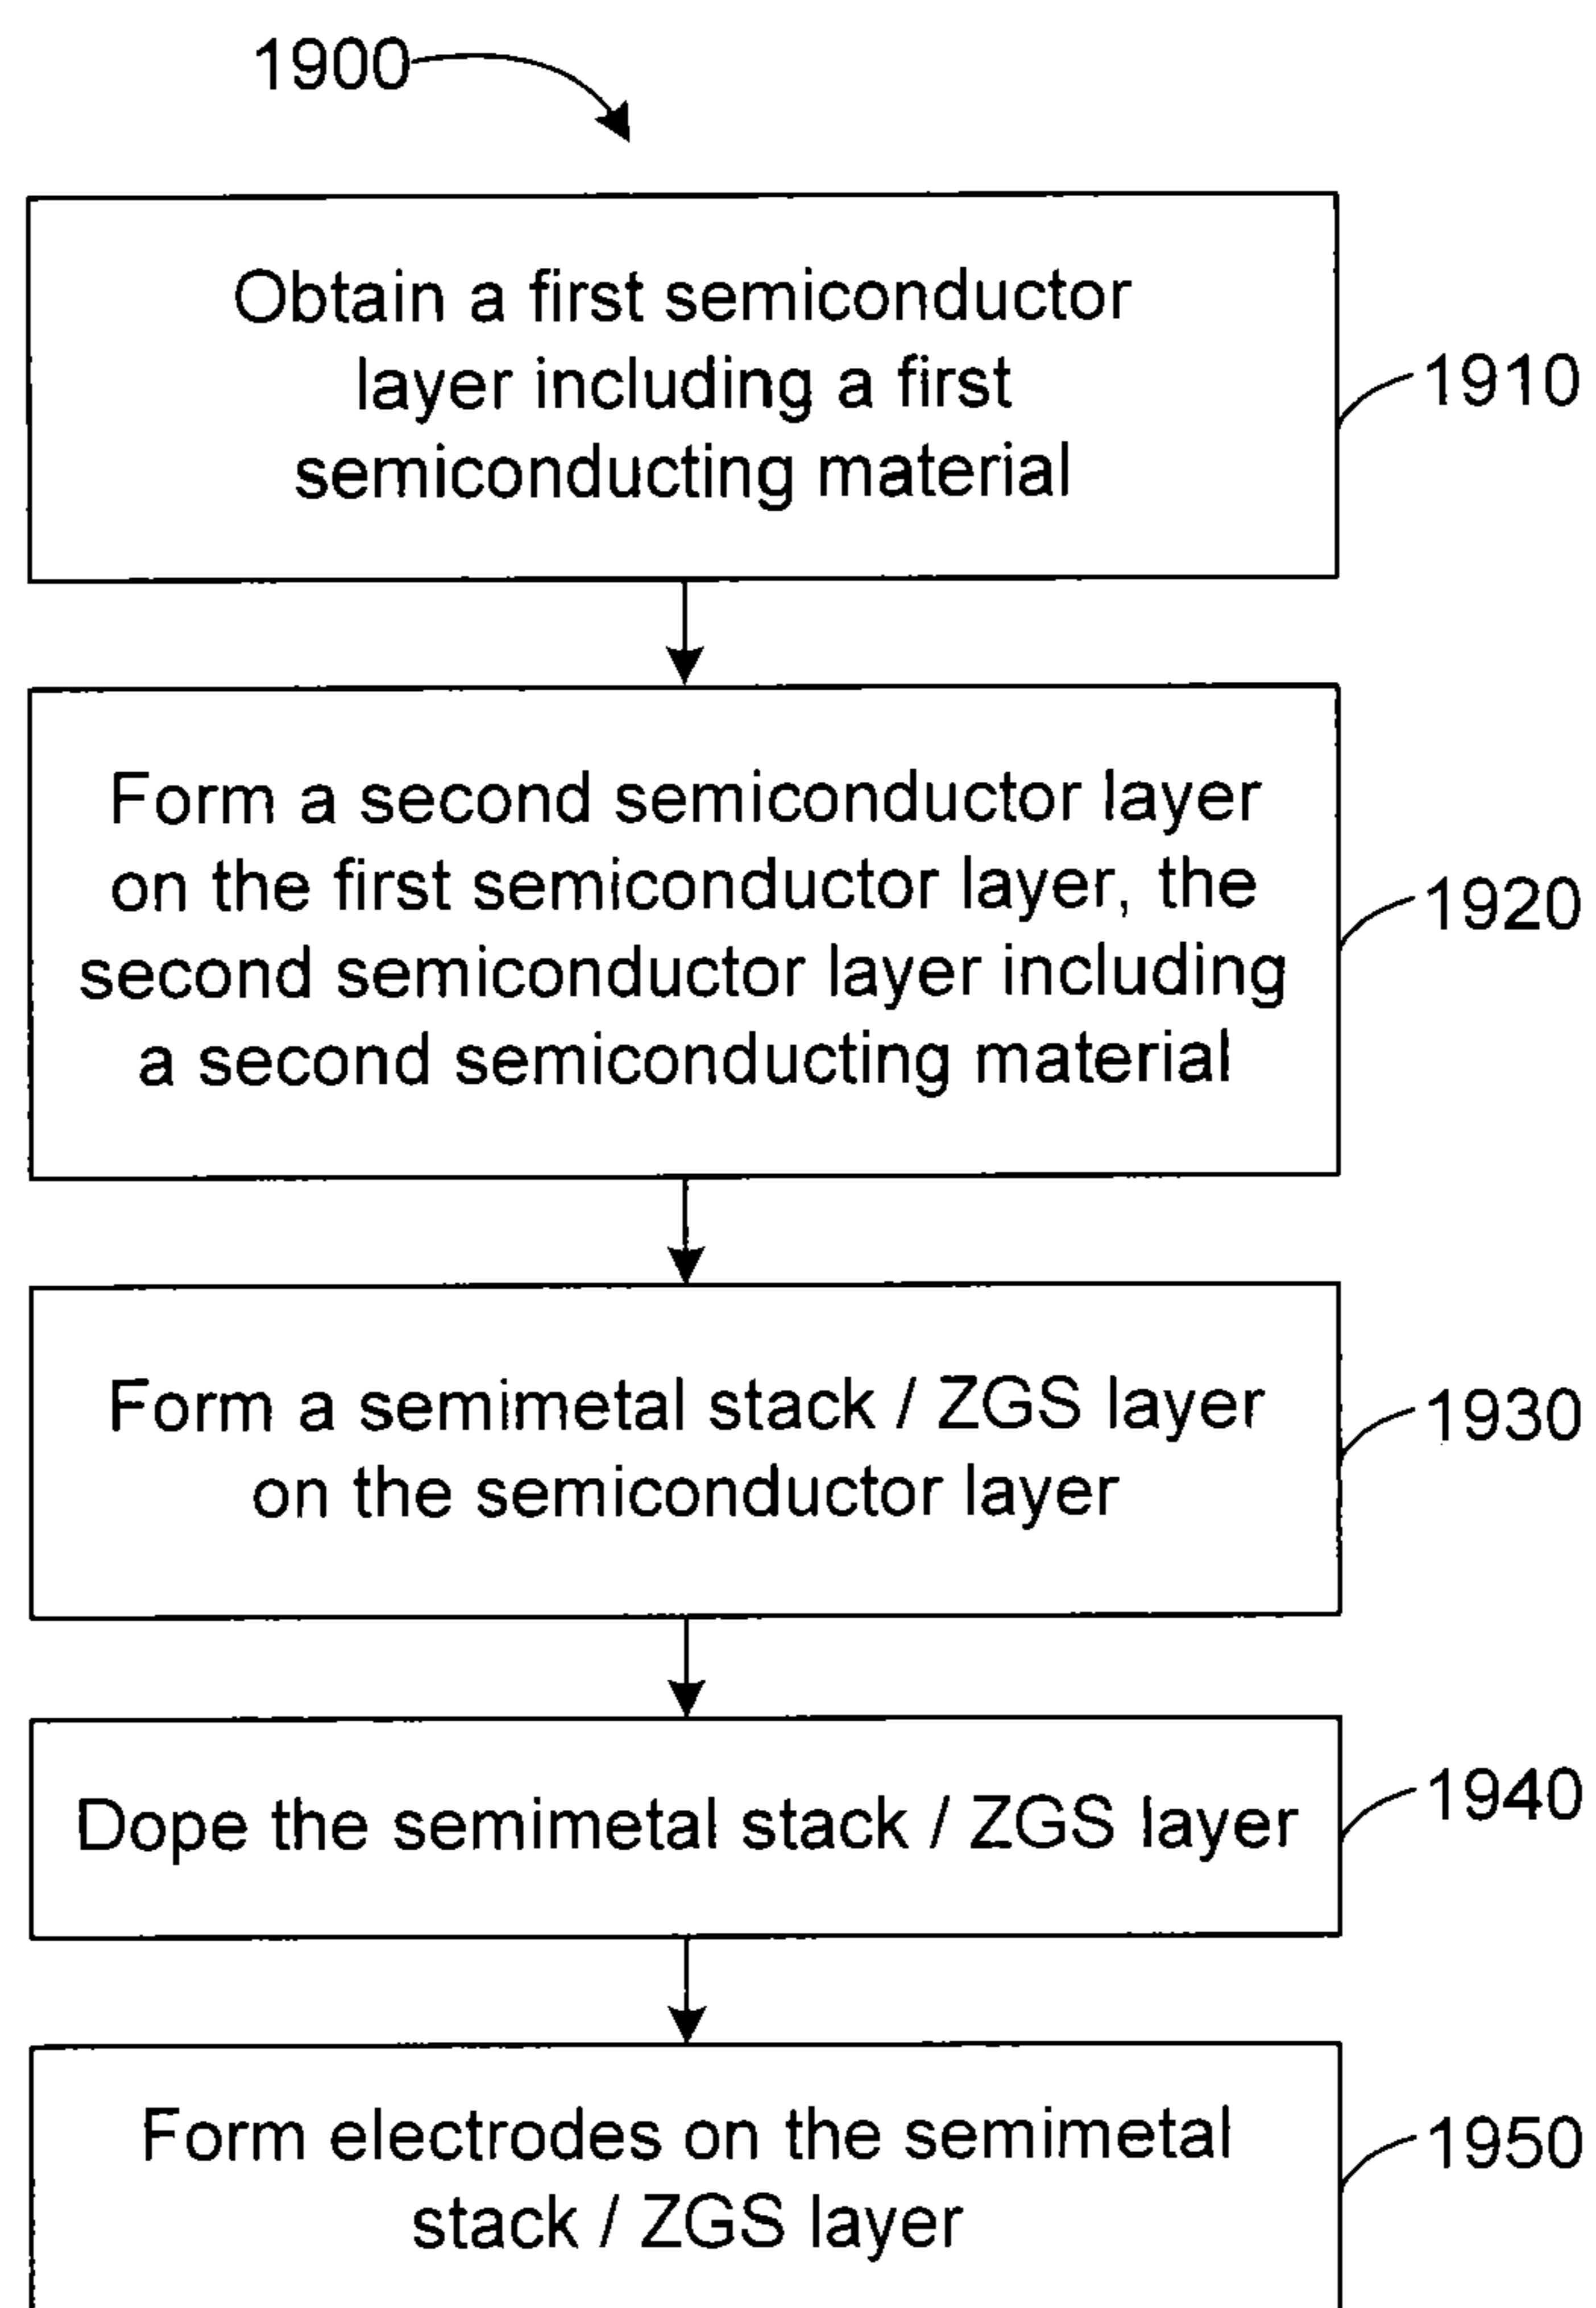 1900
Obtain a first semiconductor
layer including a first
semiconducting material
1910
Form a second semiconductor layer
on the first semiconductor layer, the
second semiconductor layer including
a second semiconducting material
1920
Form a semimetal stack / ZGS layer
on the semiconductor layer
1930
Dope the semimetal stack / ZGS layer
1940
Form electrodes on the semimetal
stack / ZGS layer
1950